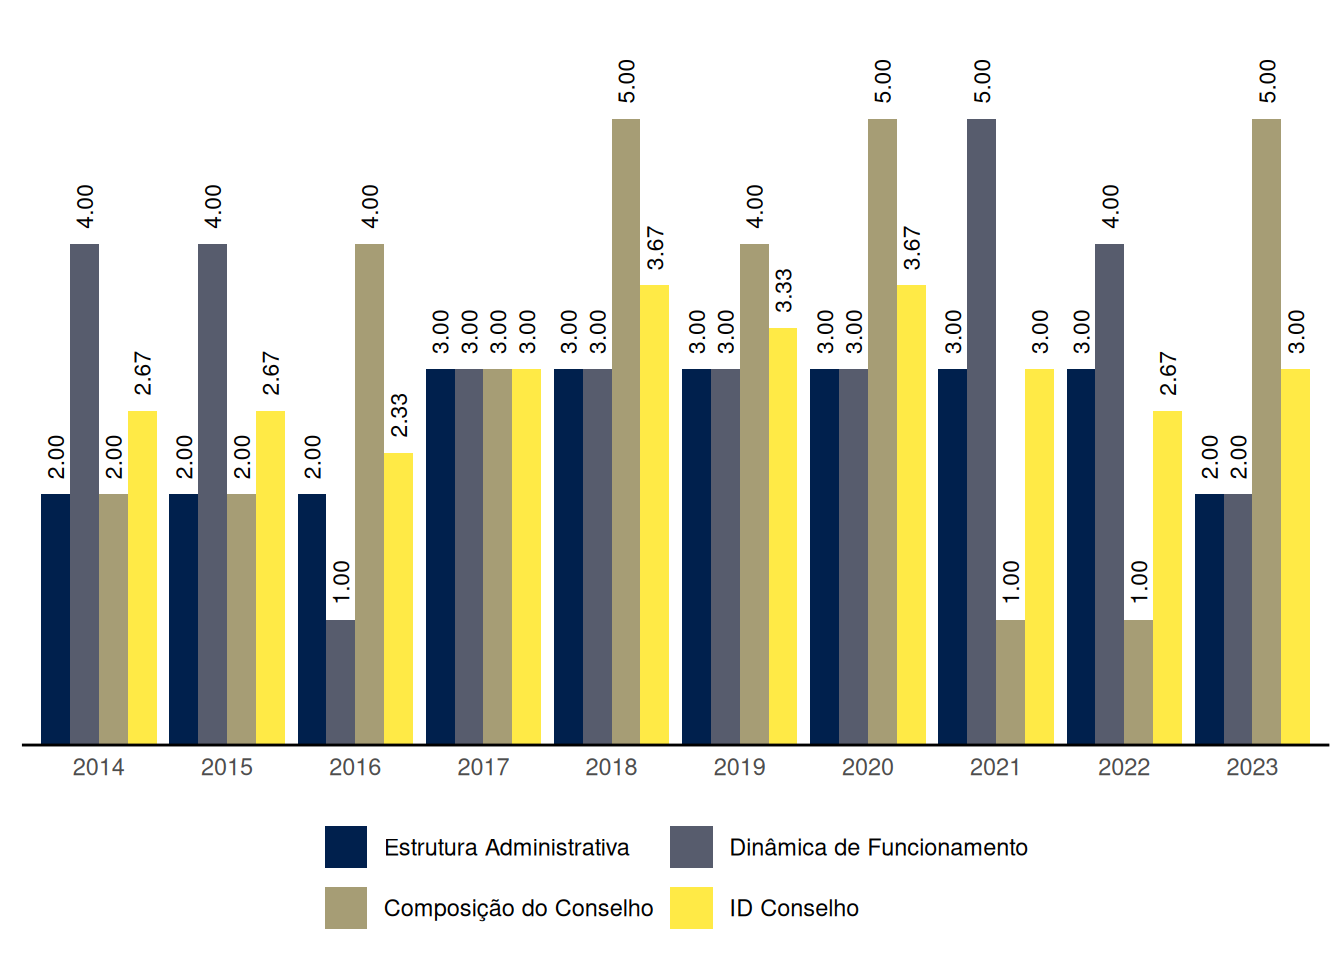 2.00 4.00 2.00 2.67 2.00 4.00 2.00 2.67 2.00 1.00 4.00 2.33 3.00 3.00 3.00 3.00 3.00 3.00 5.00 3.67 3.00 3.00 4.00 3.33 3.00 3.00 5.00 3.67 3.00 5.00 1.00 3.00 3.00 4.00 1.00 2.67 2.00 2.00 5.00 3.00
2014 2015 2016 2017 2018 2019 2020 2021 2022 2023
Estrutura Administrativa Dinâmica de Funcionamento
Composição do Conselho ID Conselho